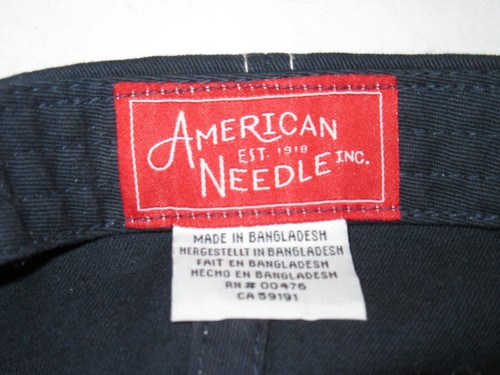 AMERICAN
EST. 1918
NEEDLE INC.
MADE IN BANGLADESH
HERGESTELLT IN BANGLADESH
FAIT EN BANGLADESH
HECHO EN BANGLADESH
RN# 00476
CA 59191